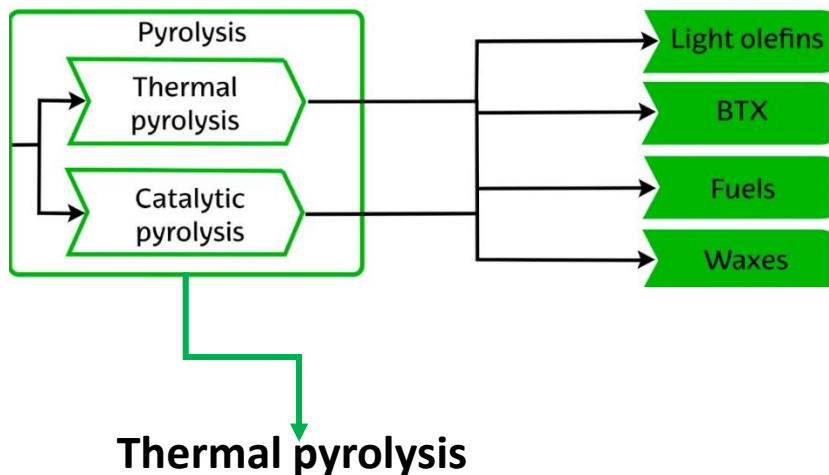 Pyrolysis
Thermal
pyrolysis
Catalytic
pyrolysis
Light olefins
BTX
Fuels
Waxes
Thermal pyrolysis